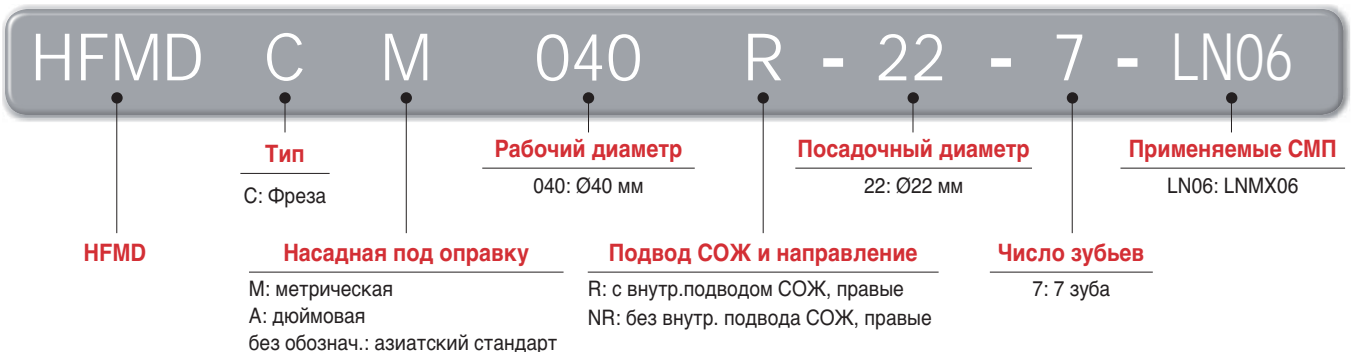 HFMD C M 040 R - 22 - 7 - LN06
Тип
C: Фреза
Рабочий диаметр
040: Ø40 мм
Посадочный диаметр
22: Ø22 мм
Применяемые СМП
LN06: LNMX06
HFMD
Насадная под оправку
M: метрическая
A: дюймовая
без обознач.: азиатский стандарт
Подвод СОЖ и направление
R: с внутр.подводом СОЖ, правые
NR: без внутр. подвода СОЖ, правые
Число зубьев
7: 7 зуба